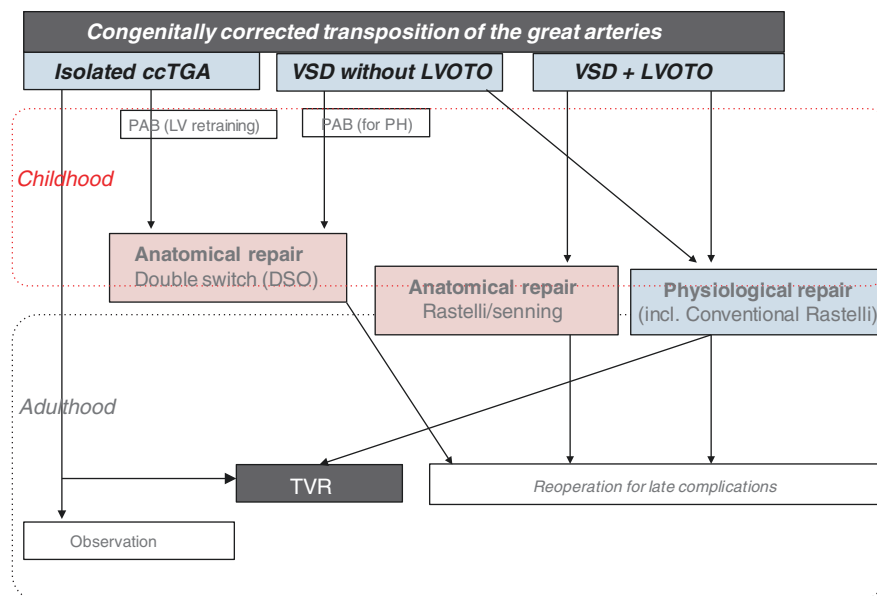 Congenitally corrected transposition of the great arteries
Isolated ccTGA
VSD without LVOTO
VSD + LVOTO
PAB (LV retraining)
PAB (for PH)
Childhood
Anatomical repair
Double switch (DSO)
Anatomical repair
Rastelli/senning
Physiological repair
(incl. Conventional Rastelli)
Adulthood
TVR
Reoperation for late complications
Observation